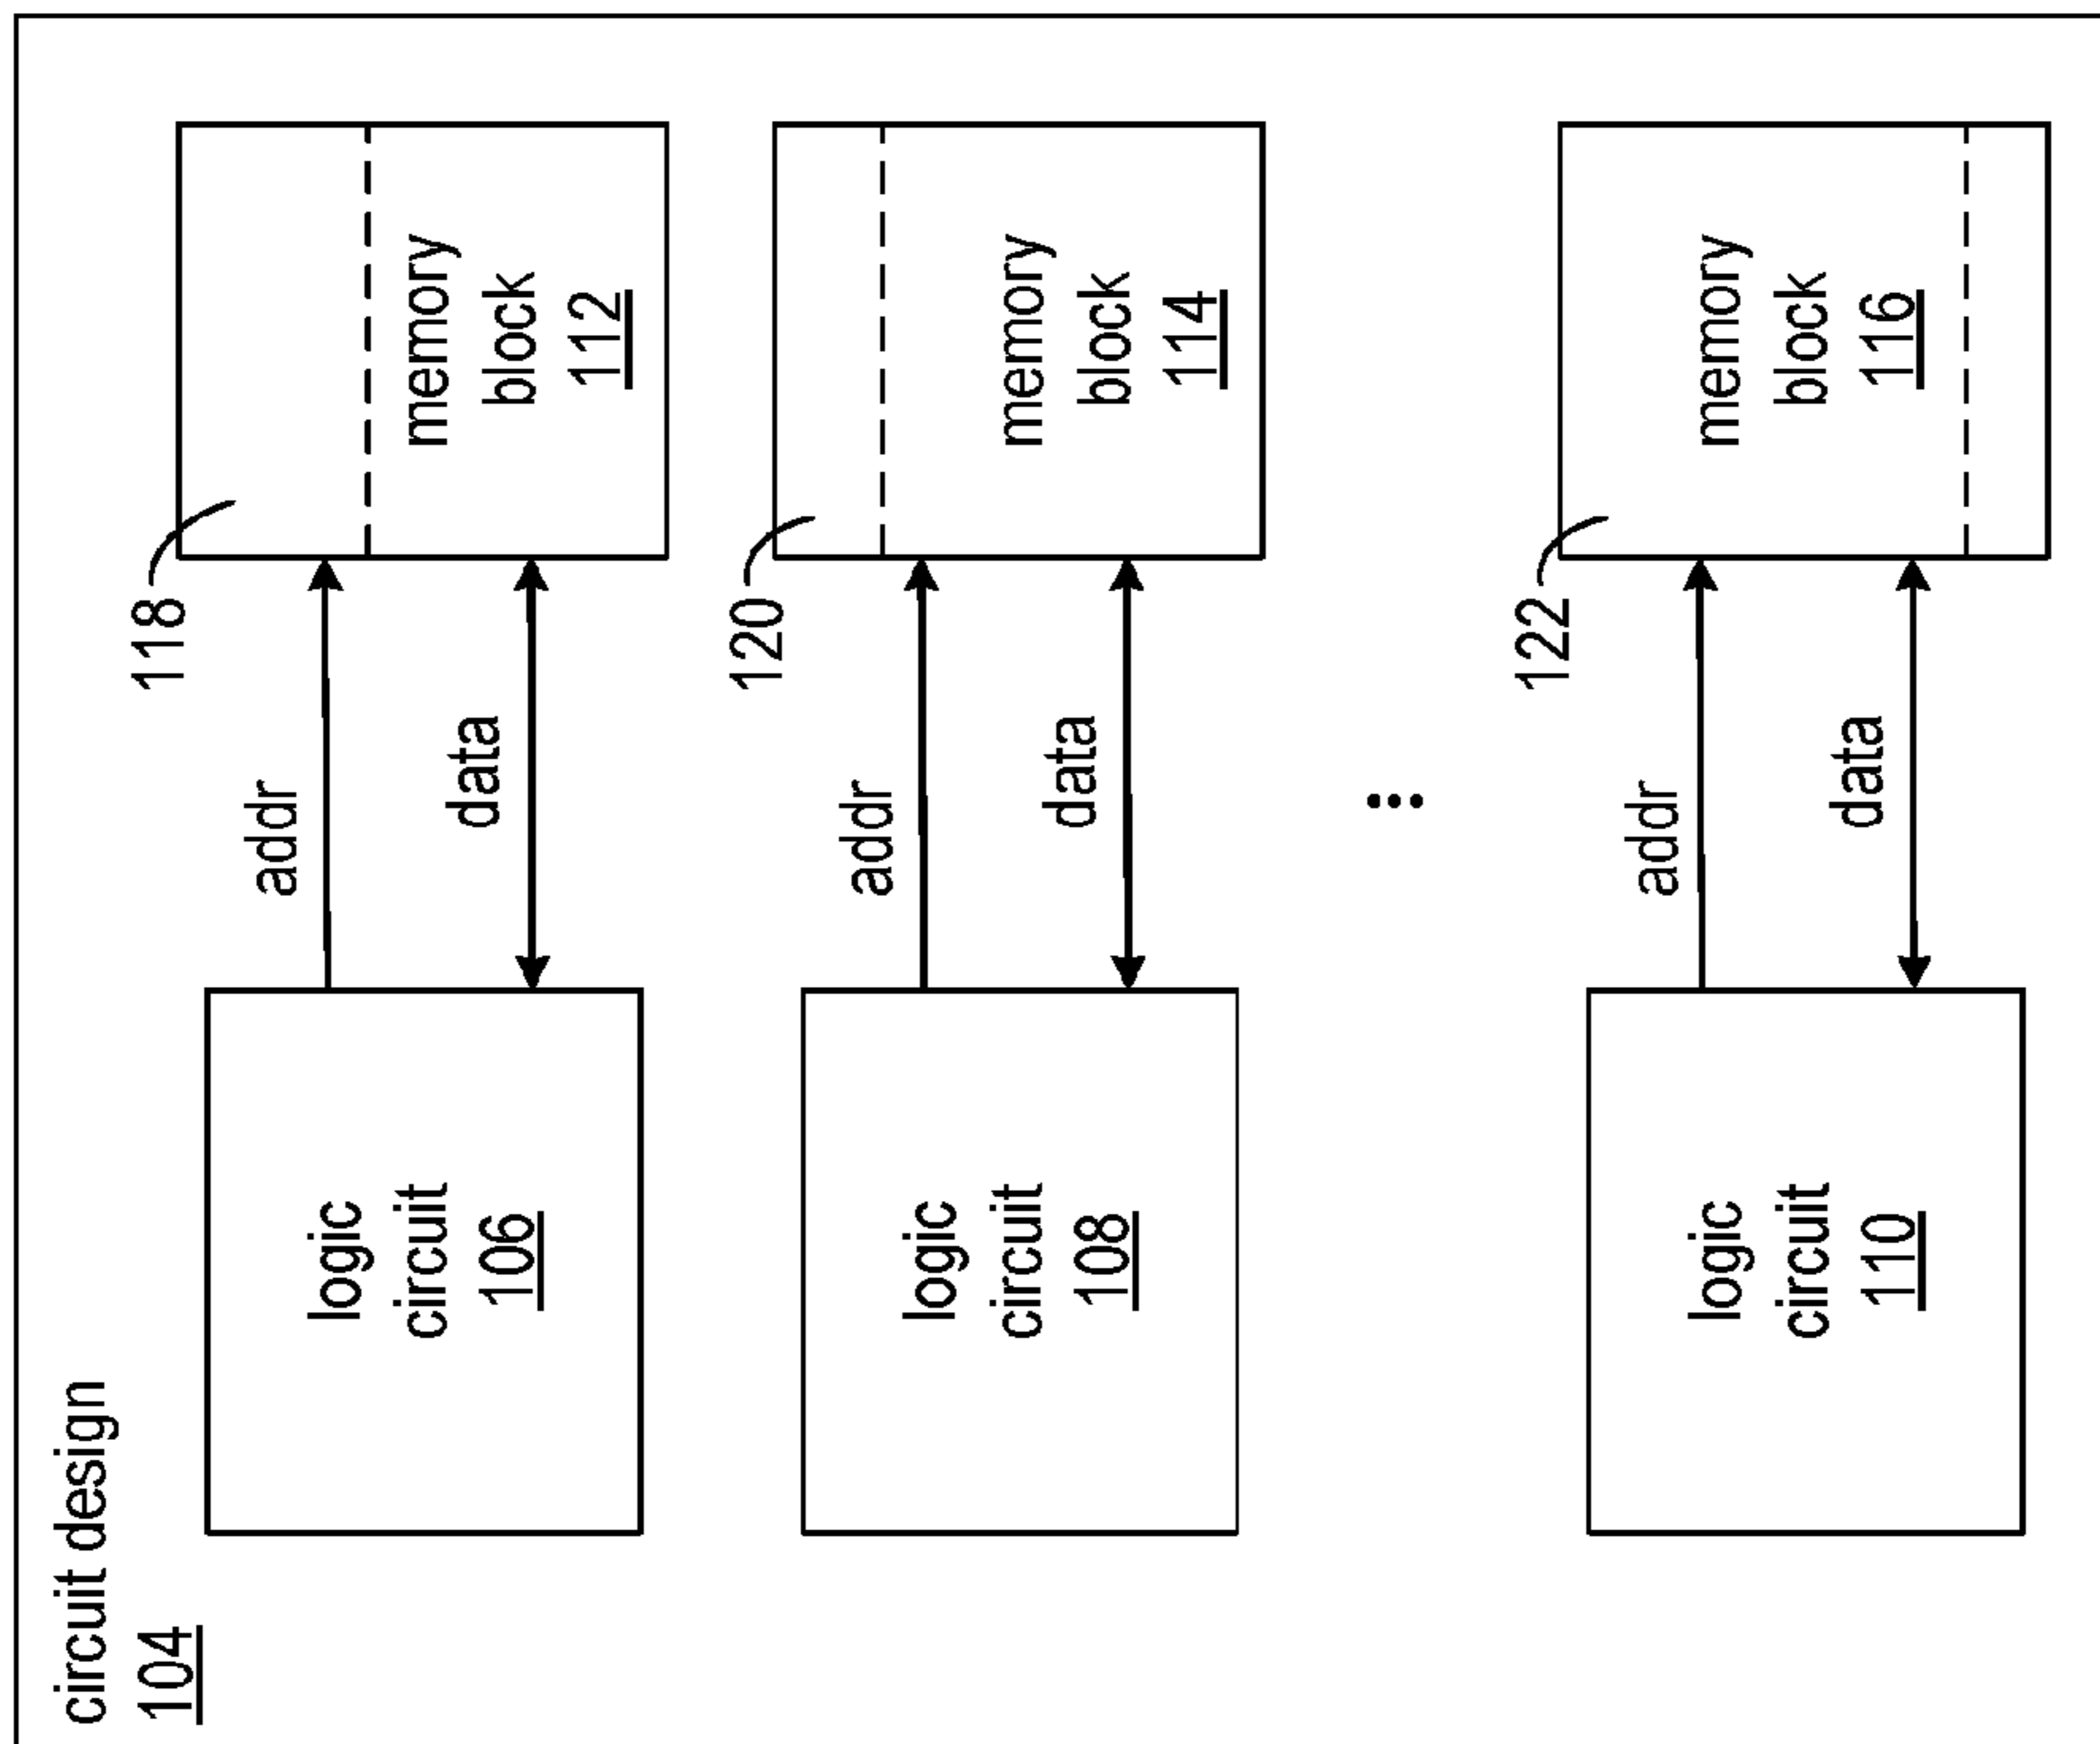 circuit design
104
logic
circuit
106
addr
data
118
memory
block
112
logic
circuit
108
addr
data
120
memory
block
114
logic
circuit
110
addr
data
122
memory
block
116